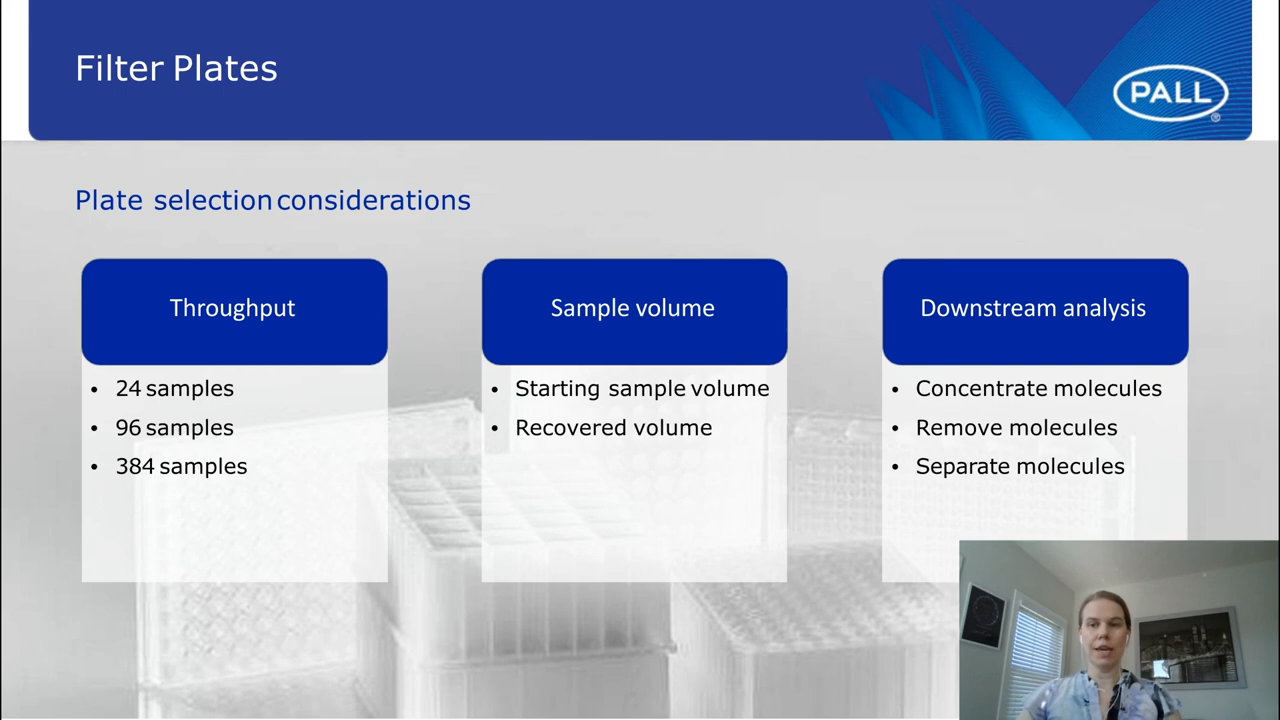 Filter Plates
PALL
®
Plate selection considerations
Throughput
• 24 samples
• 96 samples
• 384 samples
Sample volume
• Starting sample volume
• Recovered volume
Downstream analysis
• Concentrate molecules
• Remove molecules
• Separate molecules